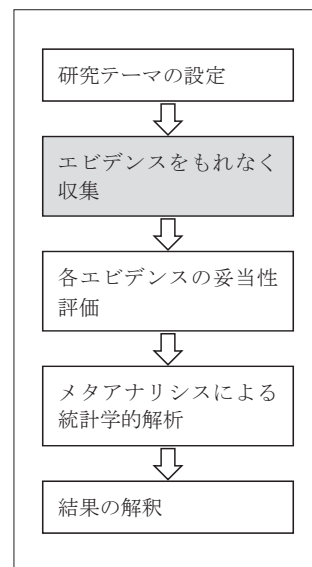 研究テーマの設定
エビデンスをもれなく
収集
各エビデンスの妥当性
評価
メタアナリシスによる
統計学的解析
結果の解釈